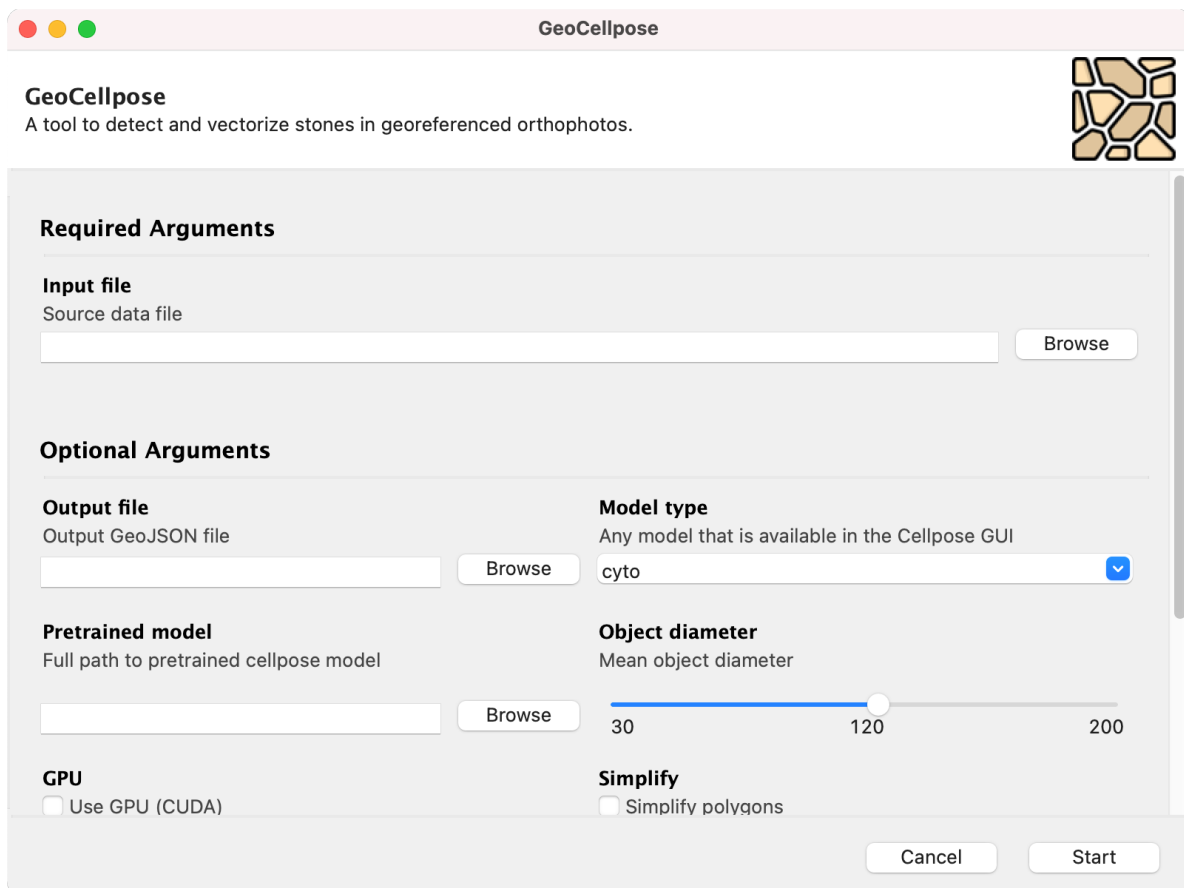 GeoCellpose
GeoCellpose
A tool to detect and vectorize stones in georeferenced orthophotos.
Required Arguments
Input file
Source data file
Browse
Optional Arguments
Output file
Output GeoJSON file
Browse
Model type
Any model that is available in the Cellpose GUI
cyto
Pretrained model
Full path to pretrained cellpose model
Browse
Object diameter
Mean object diameter
30 120 200
GPU
Use GPU (CUDA)
Simplify
Simplify polygons
Cancel Start